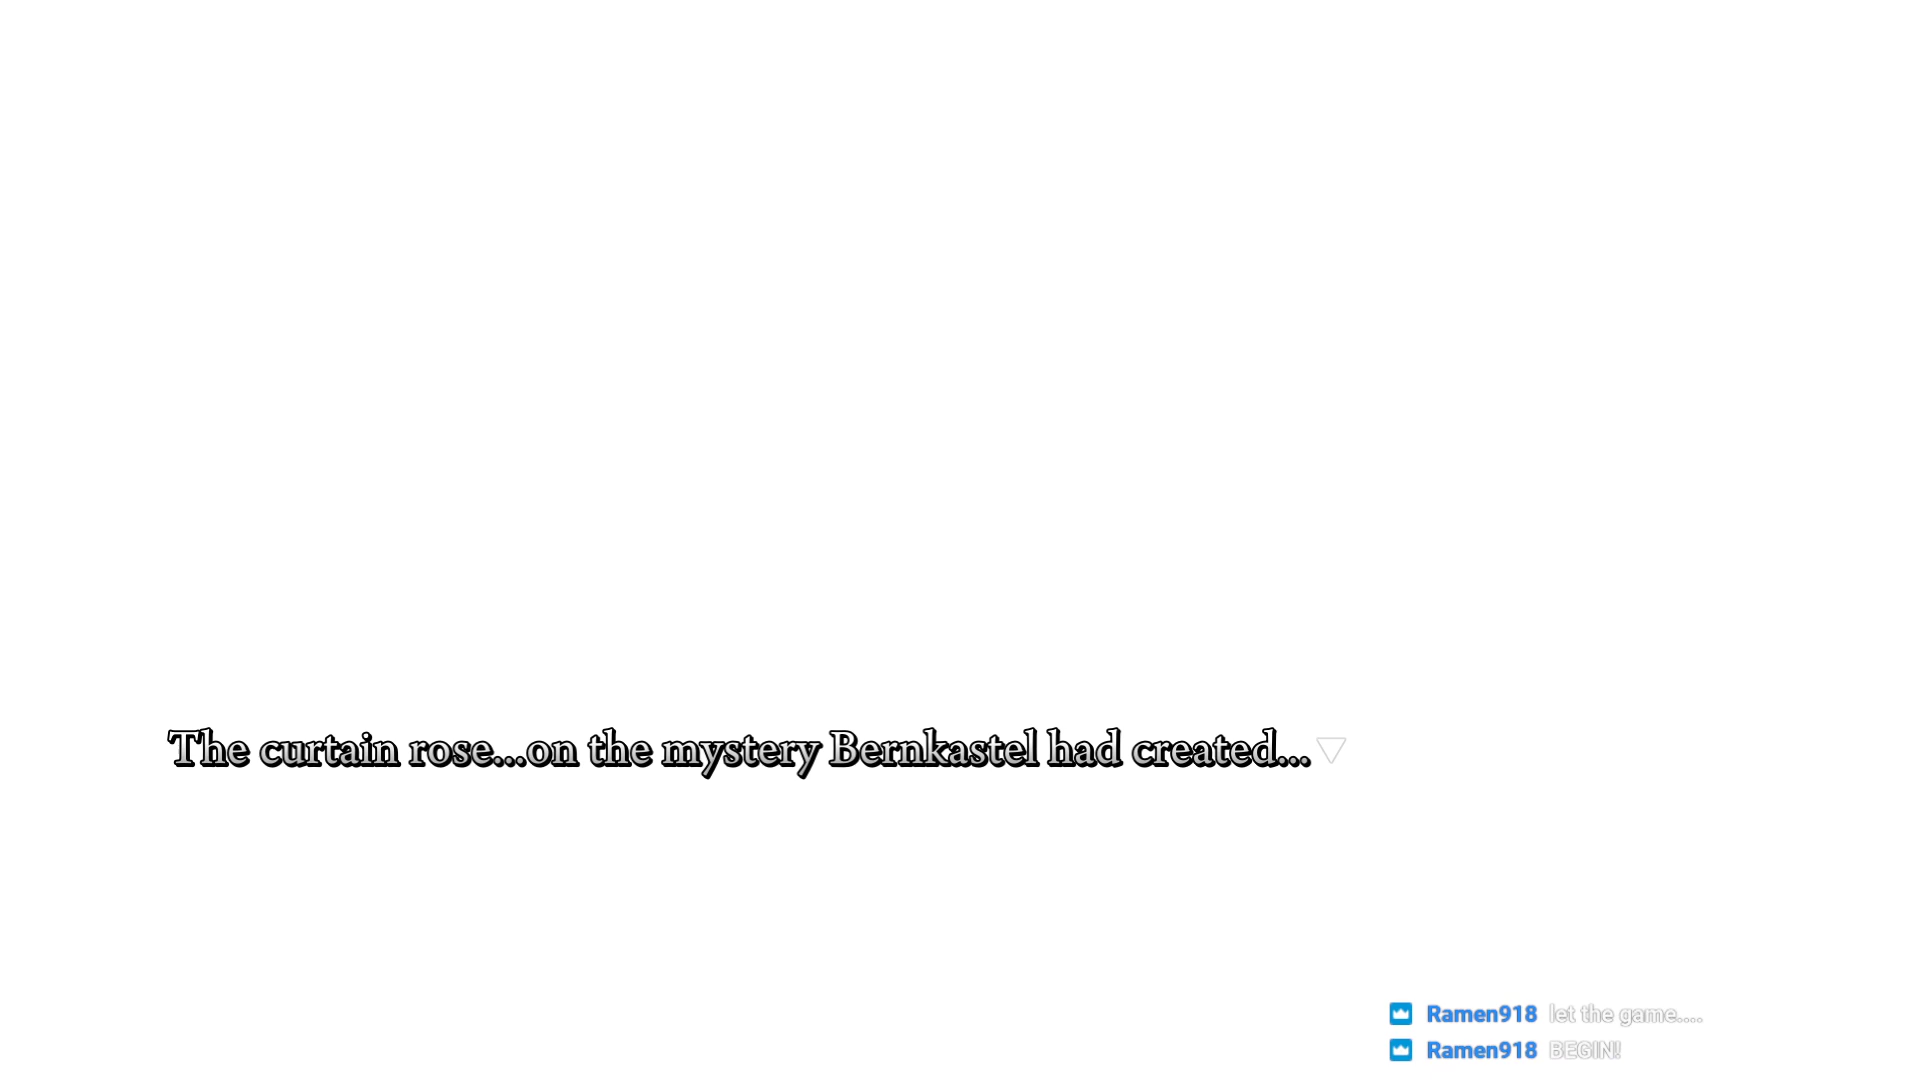 The curtain rose...on the mystery Bernkastel had created...
Ramen918 let the game....
Ramen918 BEGIN!